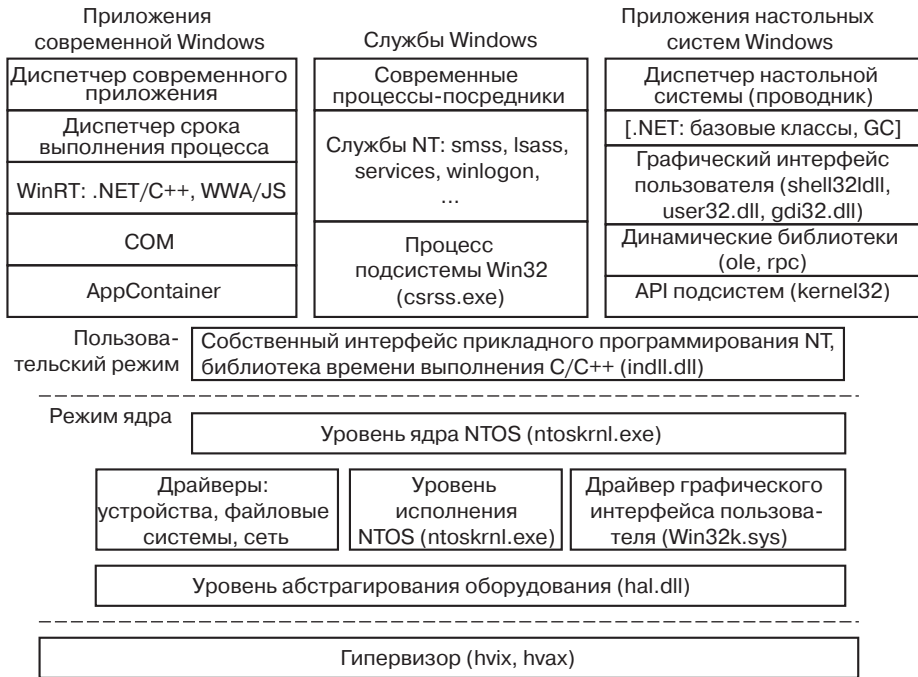 Приложения
современной Windows
Диспетчер современного
приложения
Диспетчер срока
выполнения процесса
WinRT: .NET/C++, WWA/JS
COM
AppContainer
Службы Windows
Современные
процессы-посредники
Службы NT: smss, lsass,
services, winlogon,
...
Процесс
подсистемы Win32
(csrss.exe)
Приложения настольных
систем Windows
Диспетчер настольной
системы (проводник)
[.NET: базовые классы, GC]
Графический интерфейс
пользователя (shell32ldll,
user32.dll, gdi32.dll)
Динамические библиотеки
(ole, rpc)
API подсистем (kernel32)
Пользова-
тельский режим
Собственный интерфейс прикладного программирования NT,
библиотека времени выполнения C/C++ (indll.dll)
Режим ядра
Уровень ядра NTOS (ntoskrnl.exe)
Драйверы:
устройства, файловые
системы, сеть
Уровень
исполнения
NTOS (ntoskrnl.exe)
Драйвер графического
интерфейса пользова-
теля (Win32k.sys)
Уровень абстрагирования оборудования (hal.dll)
Гипервизор (hvix, hvax)